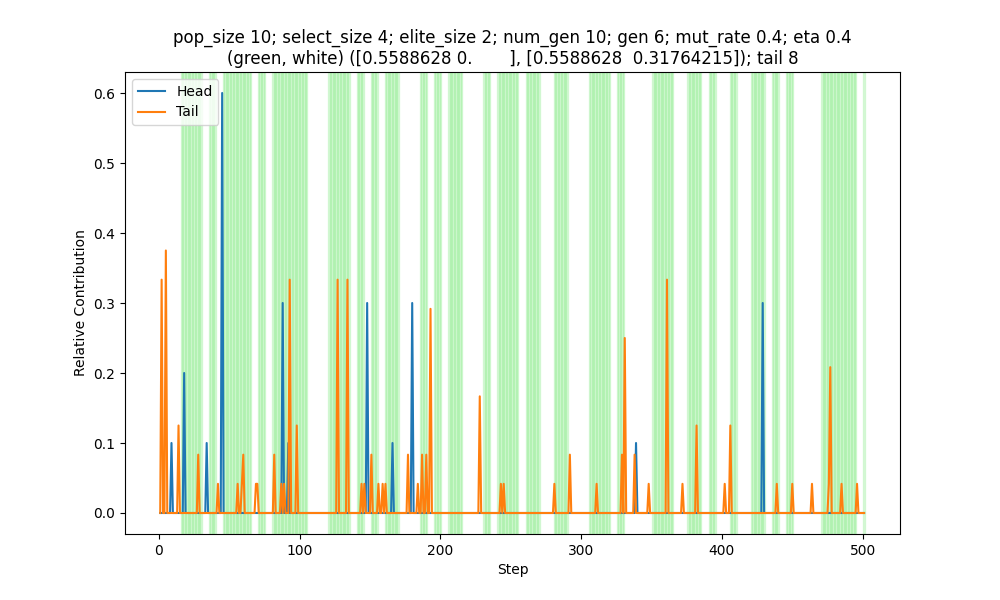 pop_size 10; select_size 4; elite_size 2; num_gen 10; gen 6; mut_rate 0.4; eta 0.4
(green, white) ([0.5588628 0.       ], [0.5588628  0.31764215]); tail 8
Head
Tail
0.6
0.5
0.4
0.3
0.2
0.1
0.0
Relative Contribution
0 100 200 300 400 500
Step